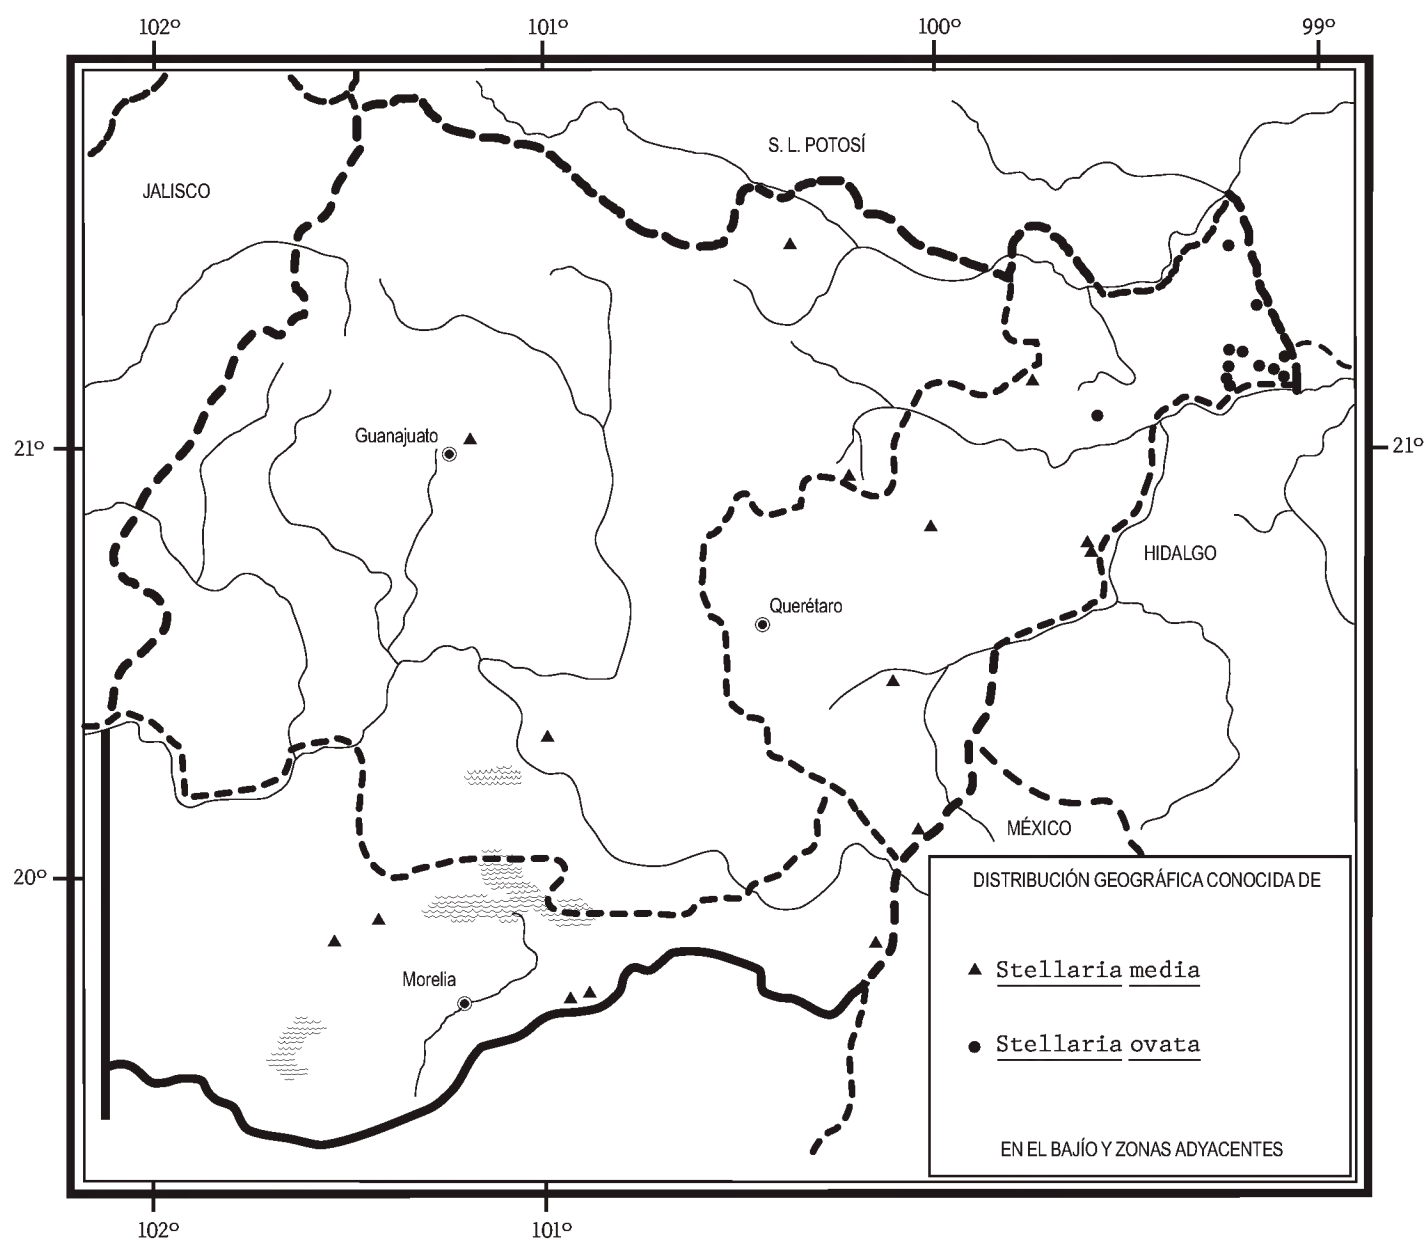 102º 101º 100º 99º
S. L. POTOSÍ
JALISCO
Guanajuato
21º 21º
HIDALGO
Querétaro
MÉXICO
20º
DISTRIBUCIÓN GEOGRÁFICA CONOCIDA DE
Stellaria media
Morelia
Stellaria ovata
EN EL BAJÍO Y ZONAS ADYACENTES
102º 101º